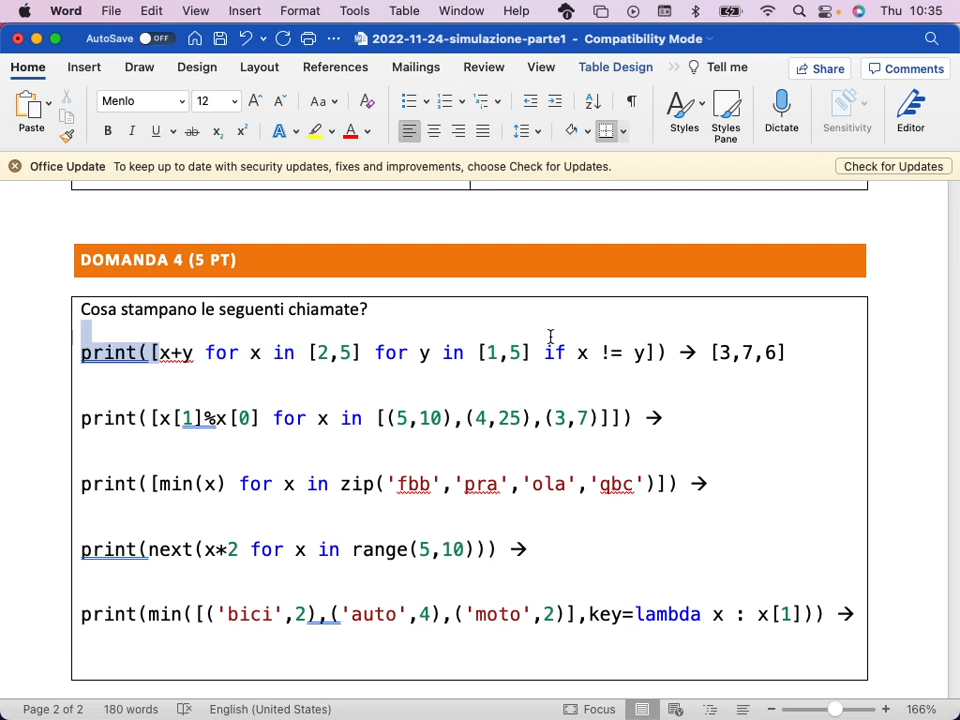 Word File Edit View Insert Format Tools Table Window Help Thu 10:35
AutoSave OFF 2022-11-24-simulazione-parte1 - Compatibility Mode
Home Insert Draw Design Layout References Mailings Review View Table Design Tell me Share Comments
Menlo 12 Aa A
Paste B I U ab x₂ x² A A Styles Styles Pane Dictate Sensitivity Editor
Office Update To keep up to date with security updates, fixes and improvements, choose Check for Updates. Check for Updates
DOMANDA 4 (5 PT)
Cosa stampano le seguenti chiamate?
print([x+y for x in [2,5] for y in [1,5] if x != y]) → [3,7,6]
print([x[1]%x[0] for x in [(5,10),(4,25),(3,7)]]) →
print([min(x) for x in zip('fbb','pra','ola','qbc')]) →
print(next(x*2 for x in range(5,10))) →
print(min([('bici',2),('auto',4),('moto',2)],key=lambda x : x[1])) →
Page 2 of 2 180 words English (United States) Focus 166%